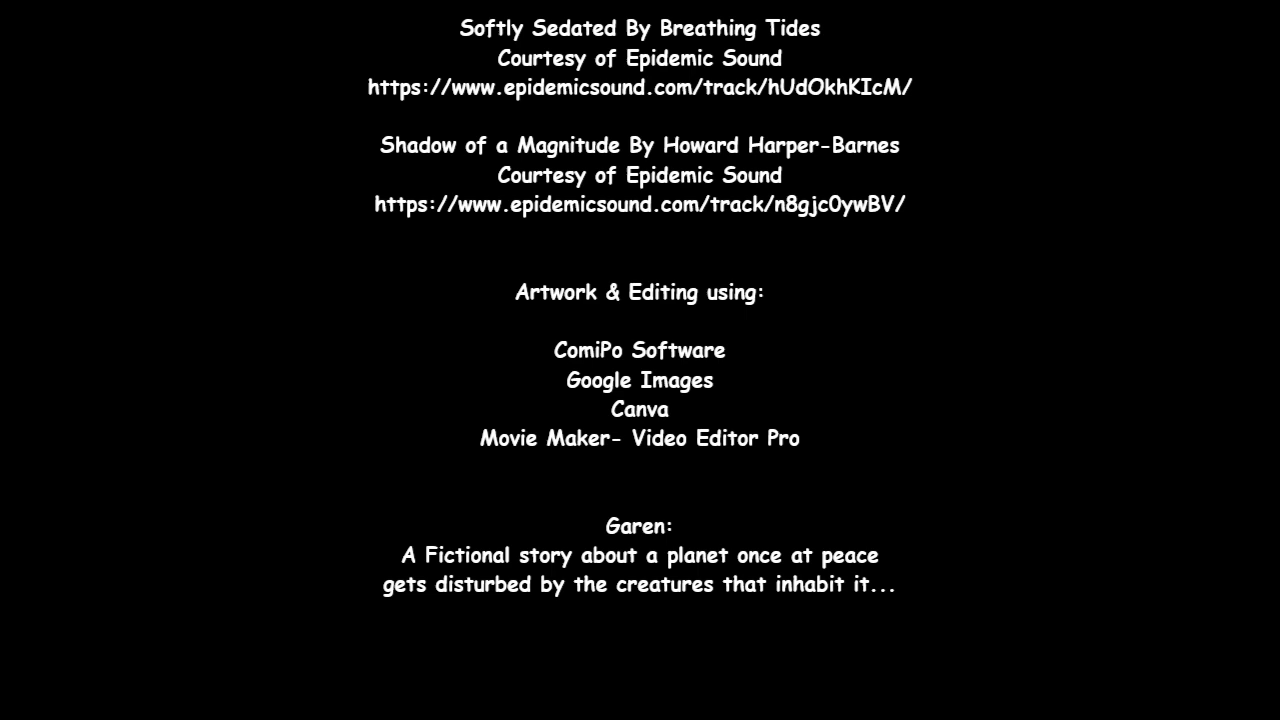 Softly Sedated By Breathing Tides
Courtesy of Epidemic Sound
https://www.epidemicsound.com/track/hUdOkhKIcM/
Shadow of a Magnitude By Howard Harper-Barnes
Courtesy of Epidemic Sound
https://www.epidemicsound.com/track/n8gjc0ywBV/
Artwork & Editing using:
ComiPo Software
Google Images
Canva
Movie Maker- Video Editor Pro
Garen:
A Fictional story about a planet once at peace
gets disturbed by the creatures that inhabit it...